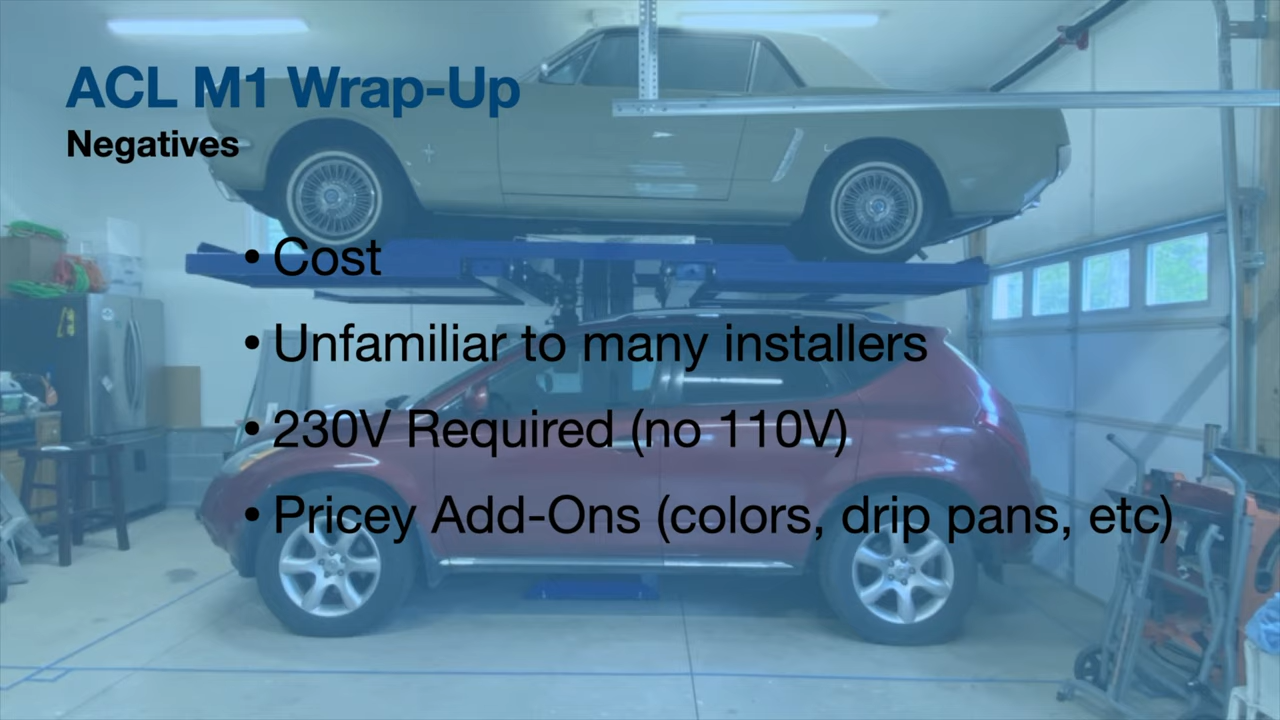 ACL M1 Wrap-Up
Negatives
• Cost
• Unfamiliar to many installers
• 230V Required (no 110V)
• Pricey Add-Ons (colors, drip pans, etc)